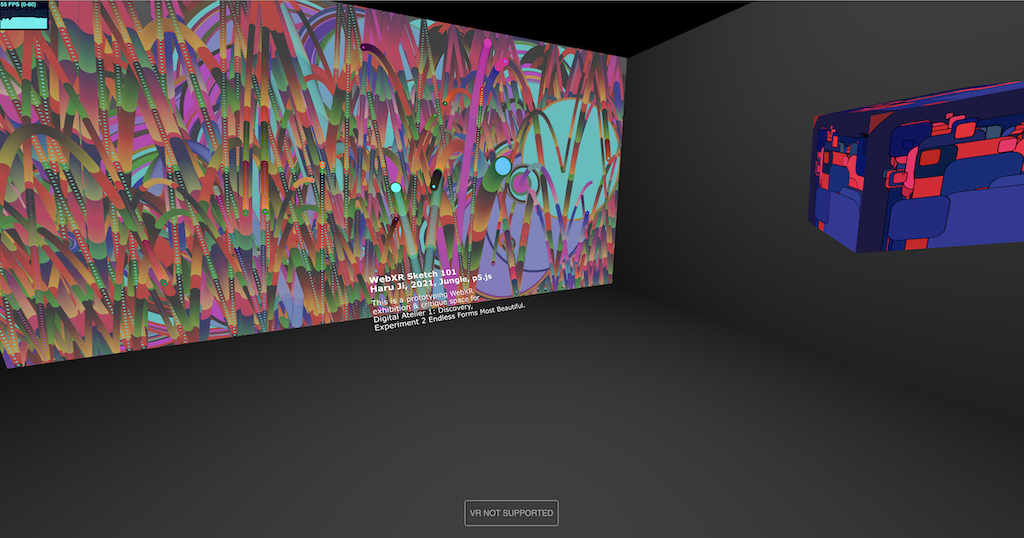 55 FPS (0-60)
WebXR Sketch 101
Haru Ji, 2021, Jungle, p5.js
This is a prototyping WebXR
exhibition & critique space for
Digital Atelier 1: Discovery,
Experiment 2 Endless Forms Most Beautiful.
VR NOT SUPPORTED